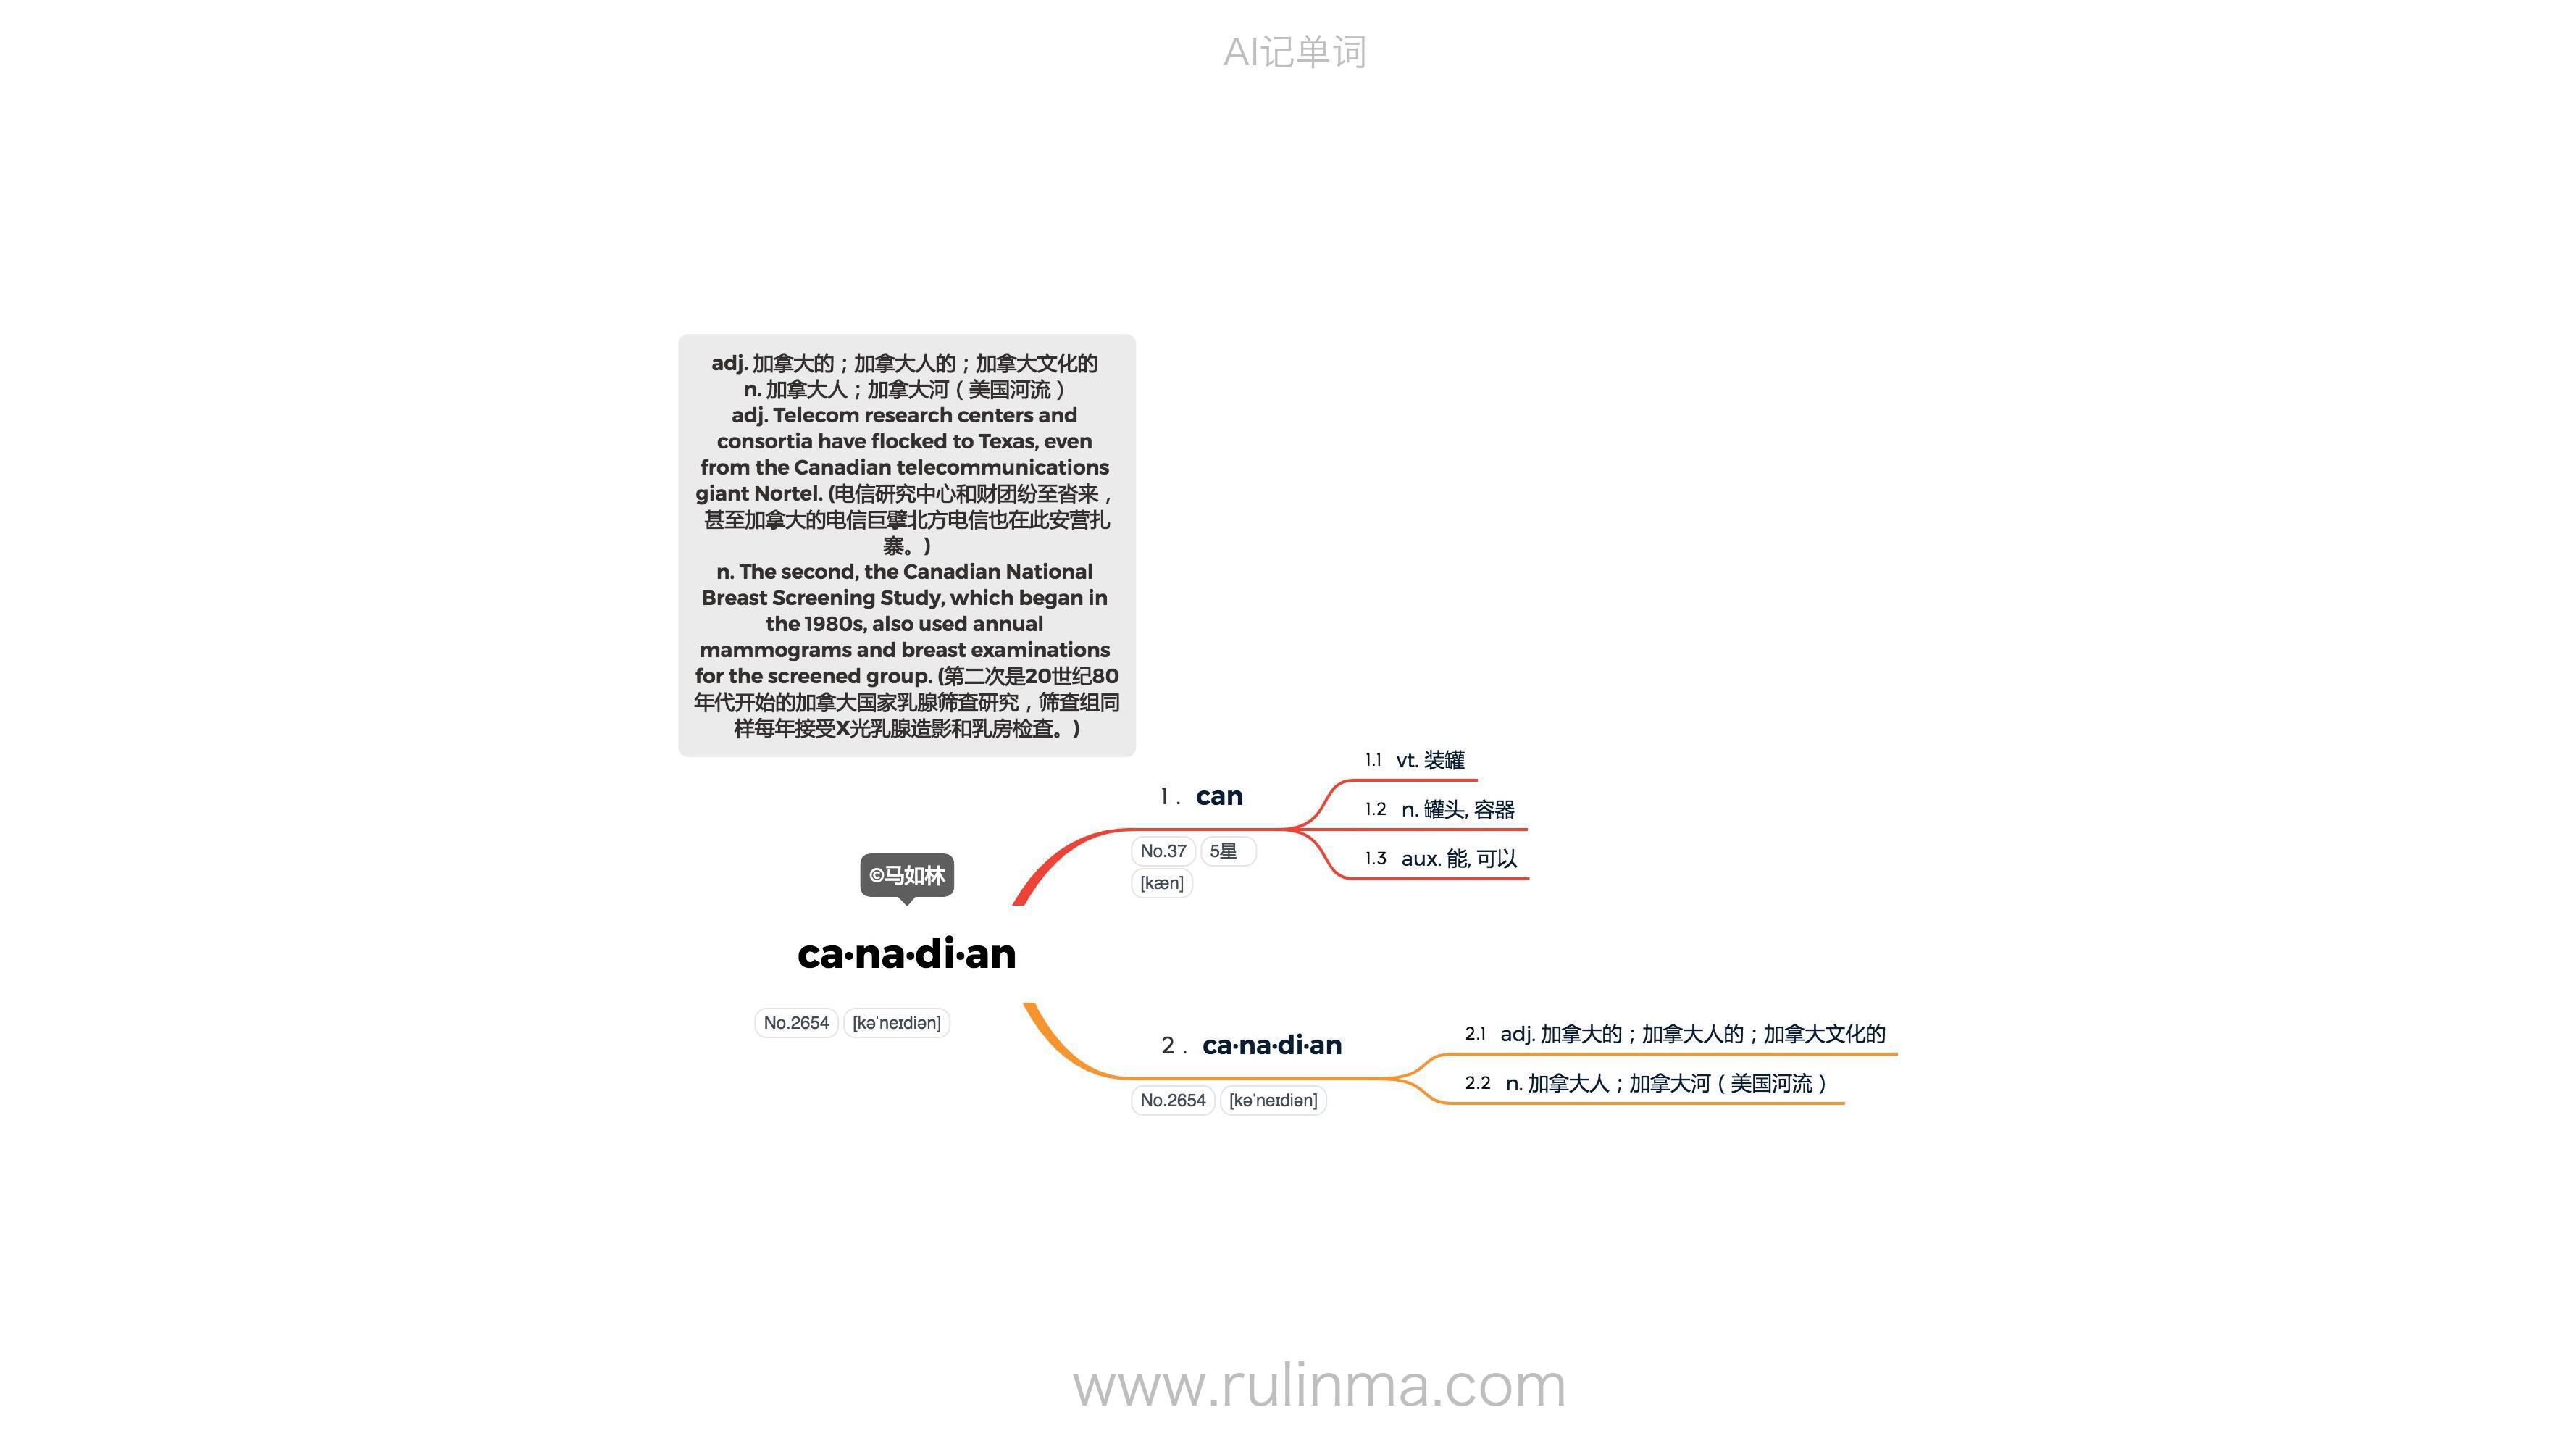 AI记单词
adj. 加拿大的；加拿大人的；加拿大文化的
n. 加拿大人；加拿大河（美国河流）
adj. Telecom research centers and
consortia have flocked to Texas, even
from the Canadian telecommunications
giant Nortel. (电信研究中心和财团纷至沓来，
甚至加拿大的电信巨擘北方电信也在此安营扎
寨。)
n. The second, the Canadian National
Breast Screening Study, which began in
the 1980s, also used annual
mammograms and breast examinations
for the screened group. (第二次是20世纪80
年代开始的加拿大国家乳腺筛查研究，筛查组同
样每年接受X光乳腺造影和乳房检查。)
©马如林
ca·na·di·an
No.2654 [kəˈneɪdiən]
1. can
No.37 5星
[kæn]
1.1 vt. 装罐
1.2 n. 罐头, 容器
1.3 aux. 能, 可以
2. ca·na·di·an
No.2654 [kəˈneɪdiən]
2.1 adj. 加拿大的；加拿大人的；加拿大文化的
2.2 n. 加拿大人；加拿大河（美国河流）
www.rulinma.com